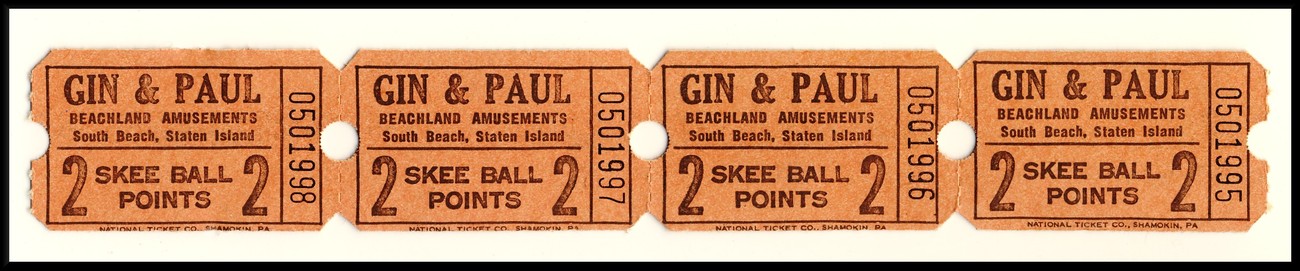 GIN & PAUL
BEACHLAND AMUSEMENTS
South Beach, Staten Island
2 SKEE BALL 2
POINTS
0501998
NATIONAL TICKET CO., SHAMOKIN, PA
GIN & PAUL
BEACHLAND AMUSEMENTS
South Beach, Staten Island
2 SKEE BALL 2
POINTS
0501997
NATIONAL TICKET CO., SHAMOKIN, PA.
GIN & PAUL
BEACHLAND AMUSEMENTS
South Beach, Staten Island
2 SKEE BALL 2
POINTS
0501996
NATIONAL TICKET CO., SHAMOKIN, PA
GIN & PAUL
BEACHLAND AMUSEMENTS
South Beach, Staten Island
2 SKEE BALL 2
POINTS
0501995
NATIONAL TICKET CO., SHAMOKIN, PA